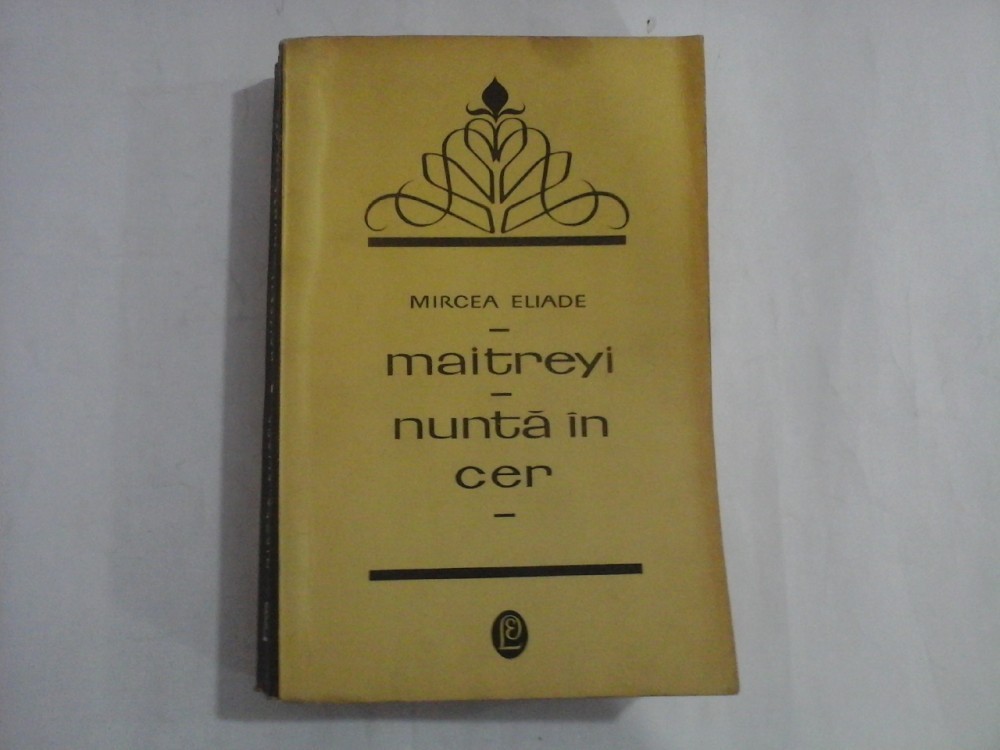 MIRCEA ELIADE
maitreyi
nuntă în
cer